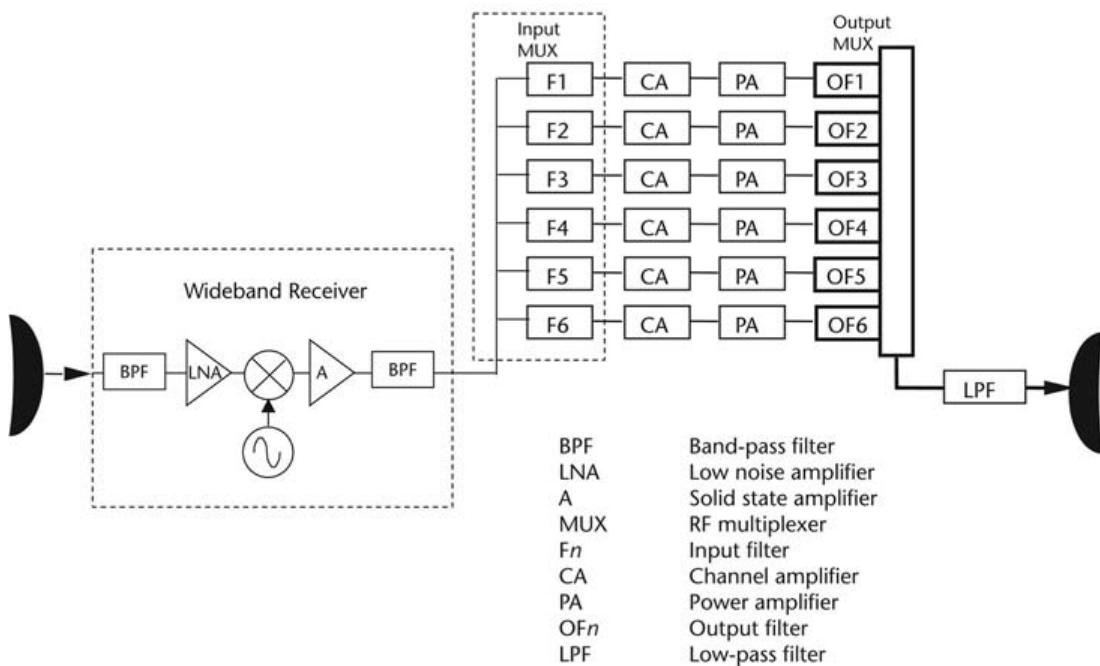 Input
MUX
Output
MUX
F1 CA PA OF1
F2 CA PA OF2
F3 CA PA OF3
F4 CA PA OF4
F5 CA PA OF5
F6 CA PA OF6
Wideband Receiver
BPF LNA A BPF
LPF
BPF Band-pass filter
LNA Low noise amplifier
A Solid state amplifier
MUX RF multiplexer
Fn Input filter
CA Channel amplifier
PA Power amplifier
OFn Output filter
LPF Low-pass filter